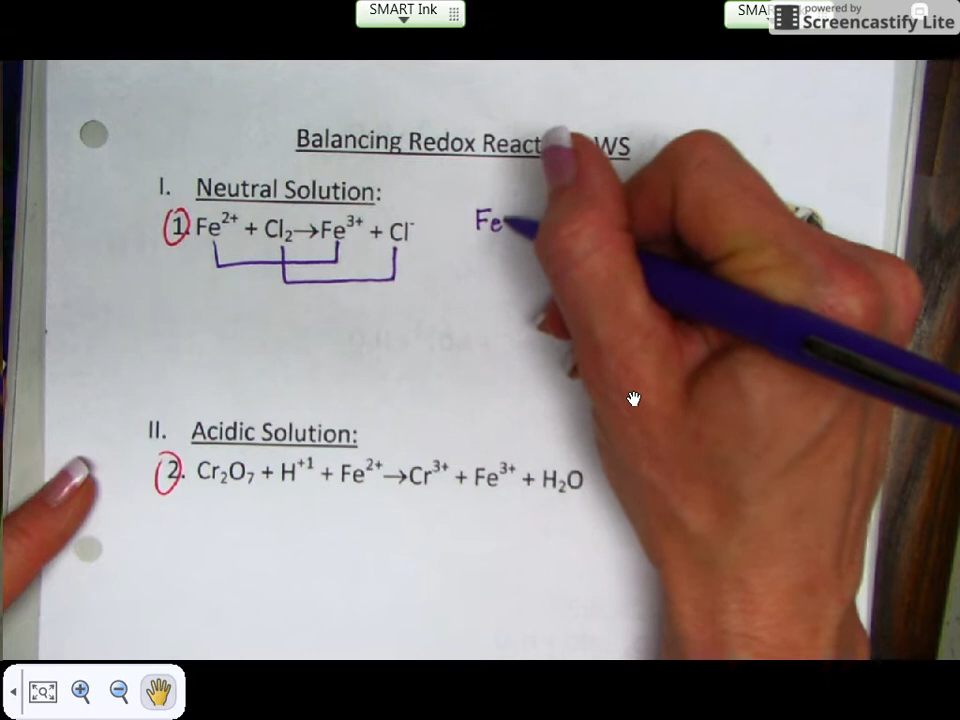 SMART Ink
SMA
powered by
Screencastify Lite
Balancing Redox React WS
I. Neutral Solution:
1. Fe²⁺ + Cl₂→Fe³⁺ + Cl⁻
Fe
II. Acidic Solution:
2. Cr₂O₇ + H⁺¹ + Fe²⁺→Cr³⁺ + Fe³⁺ + H₂O